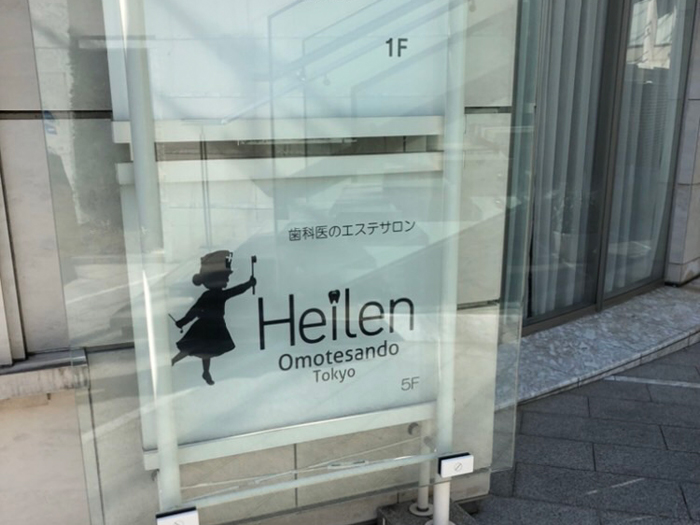 1F
歯科医のエステサロン
Heilen
Omotesando
Tokyo
5F